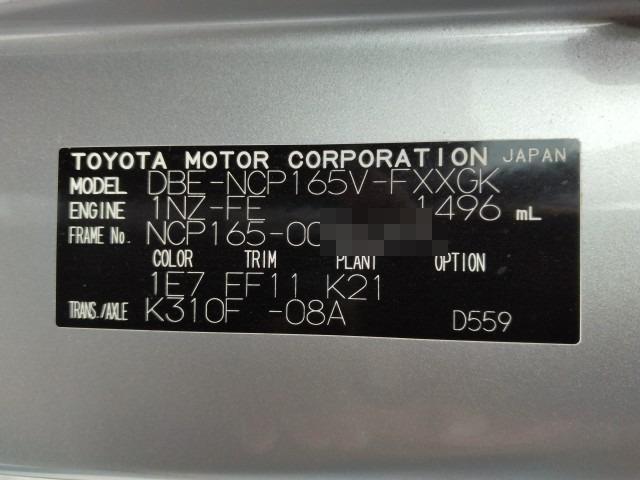 TOYOTA MOTOR CORPORATION JAPAN
MODEL DBE-NCP165V-FXXGK
ENGINE 1NZ-FE 1496 mL
FRAME No. NCP165-00
COLOR TRIM PLANT OPTION
1E7 FF11 K21
TRANS./AXLE K310F -08A D559